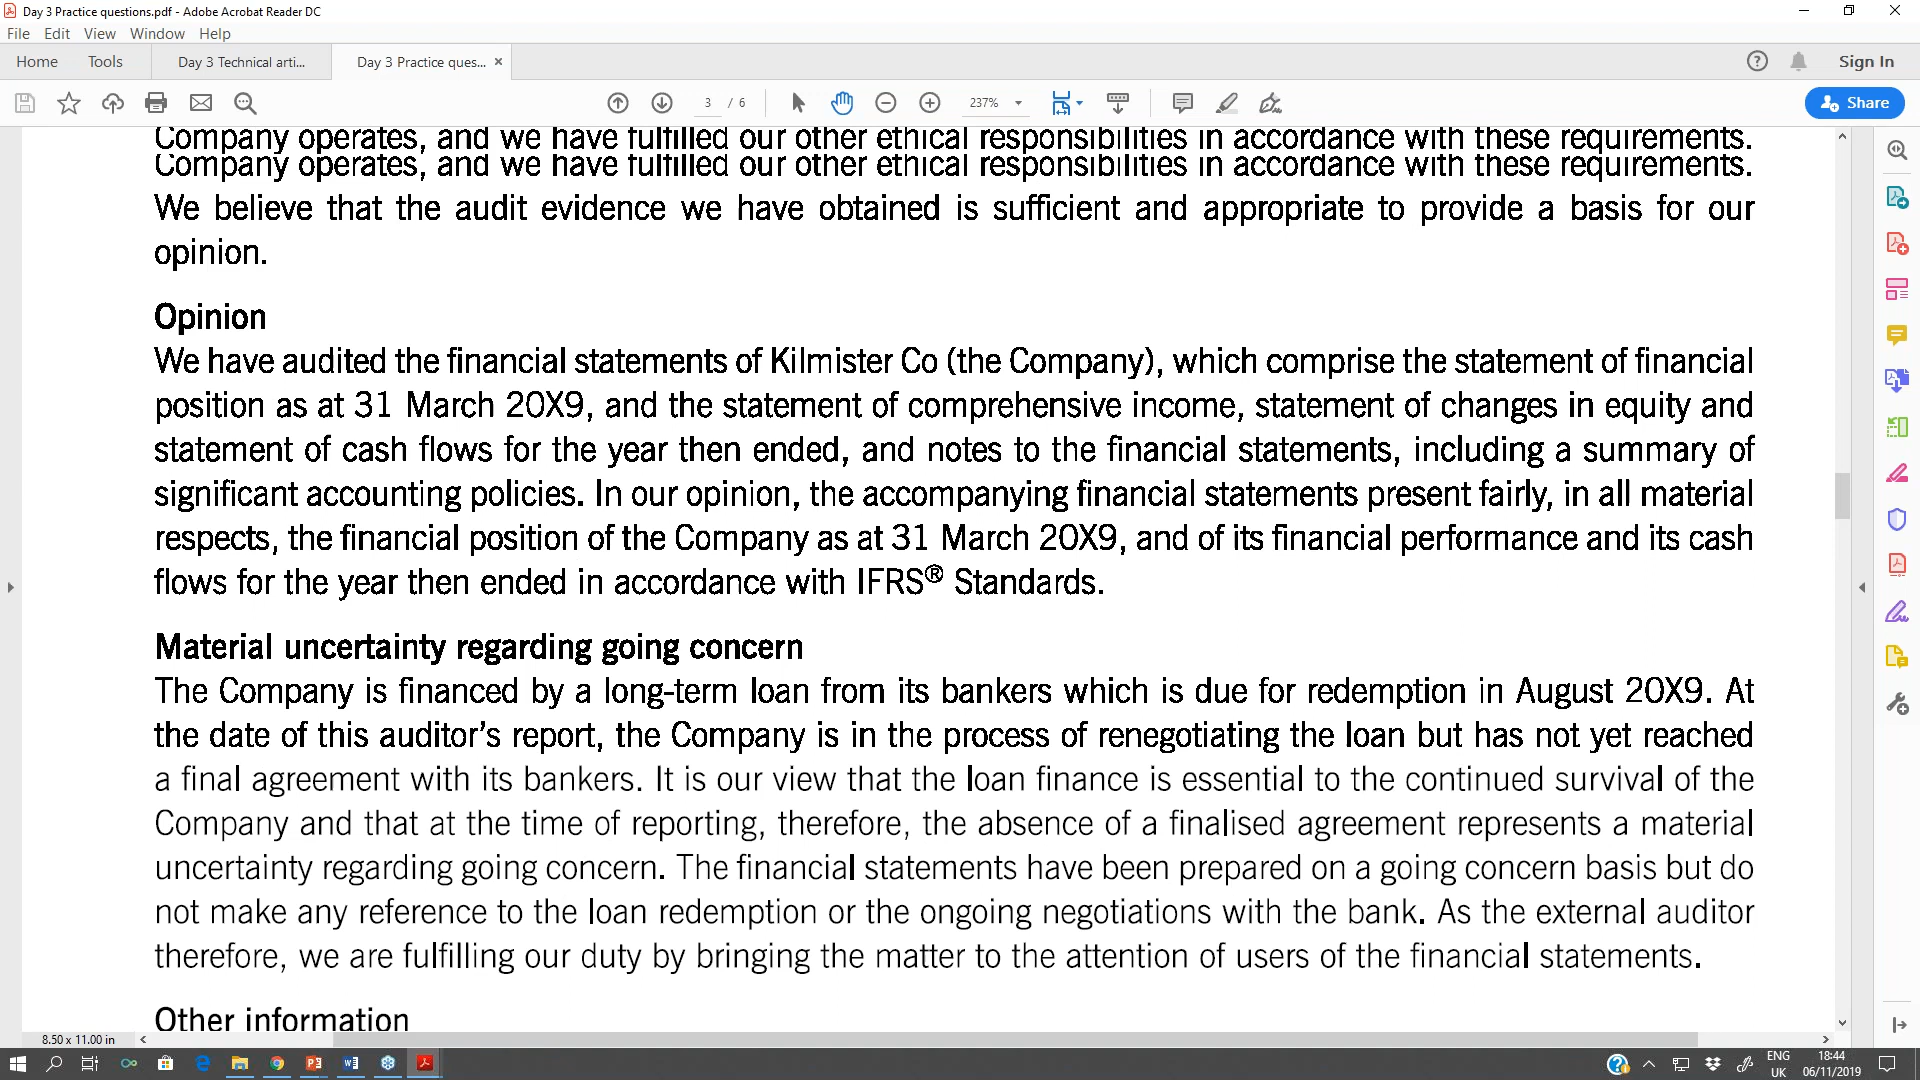 Day 3 Practice questions.pdf - Adobe Acrobat Reader DC
File Edit View Window Help
Home Tools Day 3 Technical arti... Day 3 Practice ques... × Sign In
3 / 6 237% Share
Company operates, and we have fulfilled our other ethical responsibilities in accordance with these requirements.
Company operates, and we have fulfilled our other ethical responsibilities in accordance with these requirements.
We believe that the audit evidence we have obtained is sufficient and appropriate to provide a basis for our
opinion.
Opinion
We have audited the financial statements of Kilmister Co (the Company), which comprise the statement of financial
position as at 31 March 20X9, and the statement of comprehensive income, statement of changes in equity and
statement of cash flows for the year then ended, and notes to the financial statements, including a summary of
significant accounting policies. In our opinion, the accompanying financial statements present fairly, in all material
respects, the financial position of the Company as at 31 March 20X9, and of its financial performance and its cash
flows for the year then ended in accordance with IFRS® Standards.
Material uncertainty regarding going concern
The Company is financed by a long-term loan from its bankers which is due for redemption in August 20X9. At
the date of this auditor's report, the Company is in the process of renegotiating the loan but has not yet reached
a final agreement with its bankers. It is our view that the loan finance is essential to the continued survival of the
Company and that at the time of reporting, therefore, the absence of a finalised agreement represents a material
uncertainty regarding going concern. The financial statements have been prepared on a going concern basis but do
not make any reference to the loan redemption or the ongoing negotiations with the bank. As the external auditor
therefore, we are fulfilling our duty by bringing the matter to the attention of users of the financial statements.
Other information
8.50 x 11.00 in
ENG 18:44
UK 06/11/2019